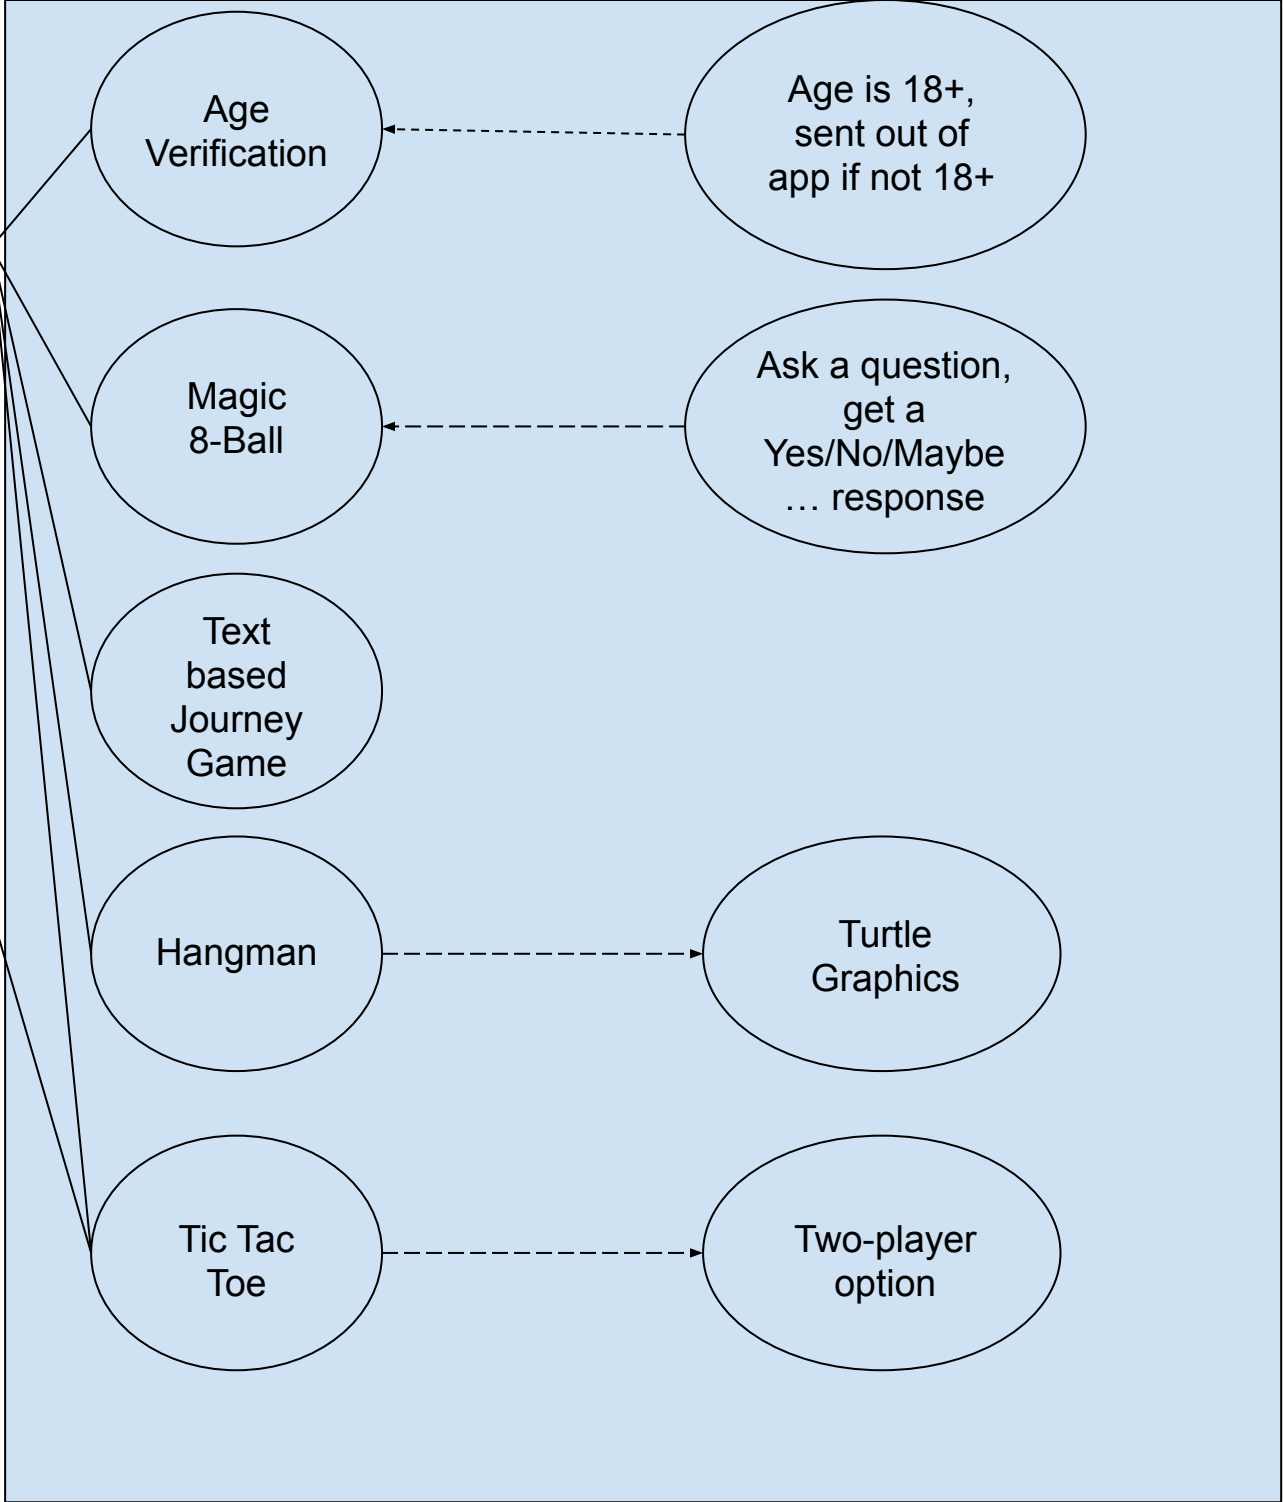 Age
Verification
Age is 18+,
sent out of
app if not 18+
Magic
8-Ball
Ask a question,
get a
Yes/No/Maybe
… response
Text
based
Journey
Game
Hangman
Turtle
Graphics
Tic Tac
Toe
Two-player
option